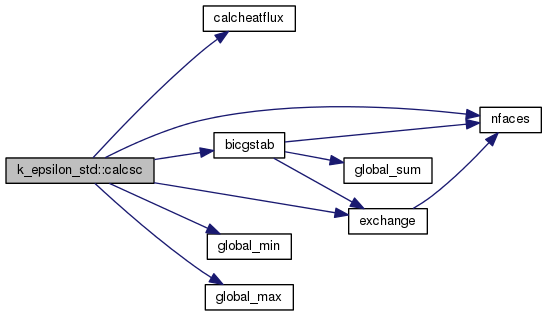 calcheatflux
nfaces
bicgstab
k_epsilon_std::calcsc
global_sum
exchange
global_min
global_max